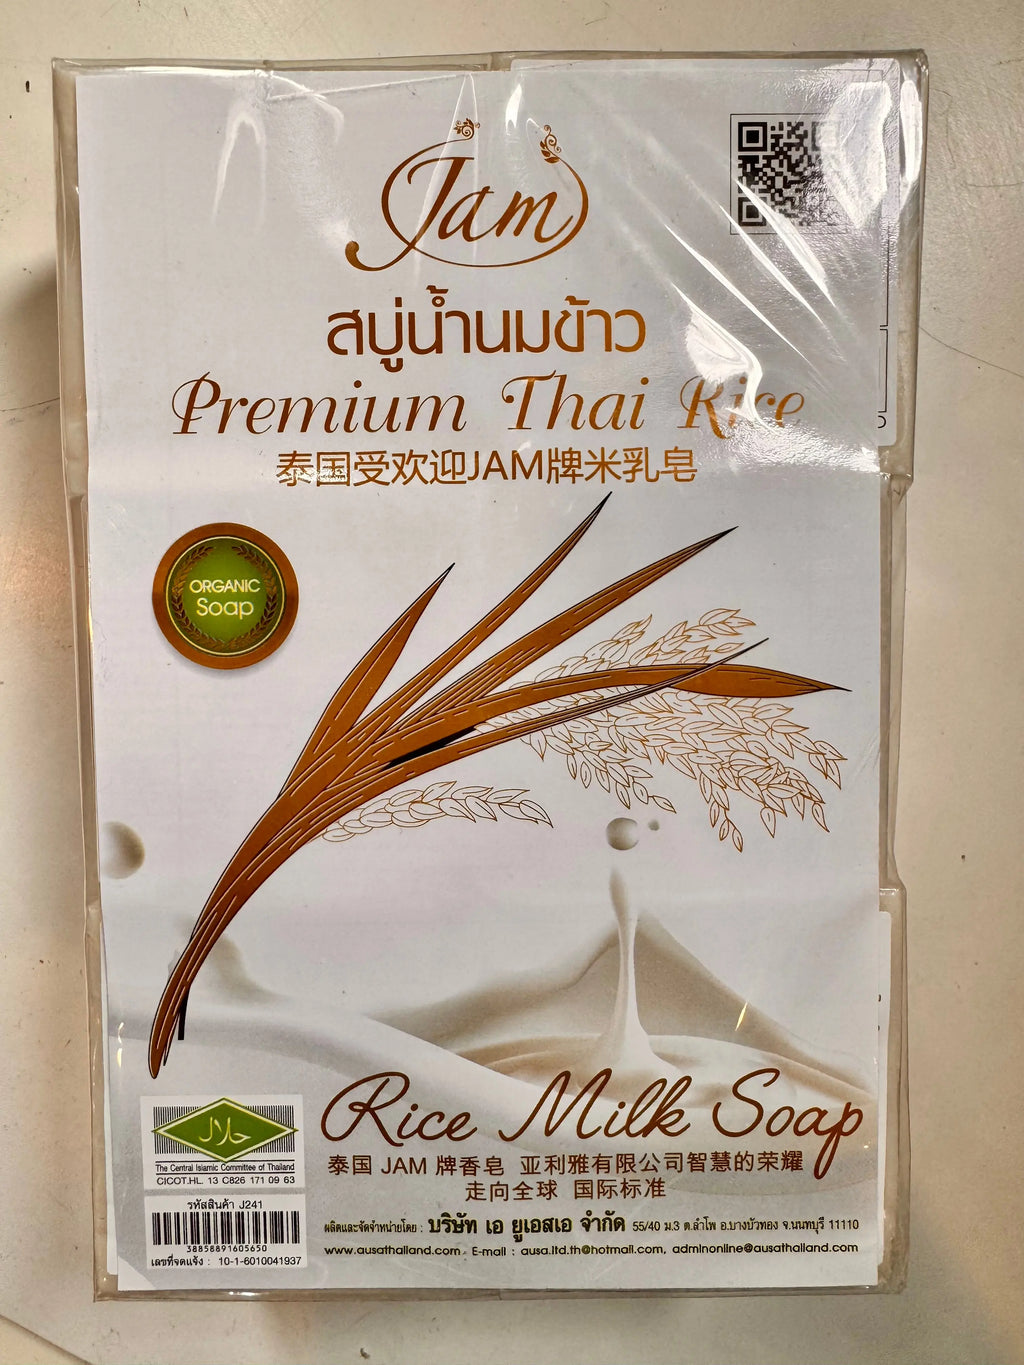 Jam
สบู่น้ำนมข้าว
Premium Thai Rice
泰国受欢迎JAM牌米乳皂
ORGANIC
Soap
Rice Milk Soap
泰国 JAM 牌香皂 亚利雅有限公司智慧的荣耀
走向全球 国际标准
حلال
The Central Islamic Committee of Thailand
CICOT.HL. 13 C826 171 09 63
รหัสสินค้า J241
38858891605650
เลขที่จดแจ้ง : 10-1-6010041937
ผลิตและจัดจำหน่ายโดย : บริษัท เอ ยูเอสเอ จำกัด 55/40 ม.3 ต.ลำโพ อ.บางบัวทอง จ.นนทบุรี 11110
www.ausathailand.com E-mail : ausa.ltd.th@hotmail.com, adminonline@ausathailand.com